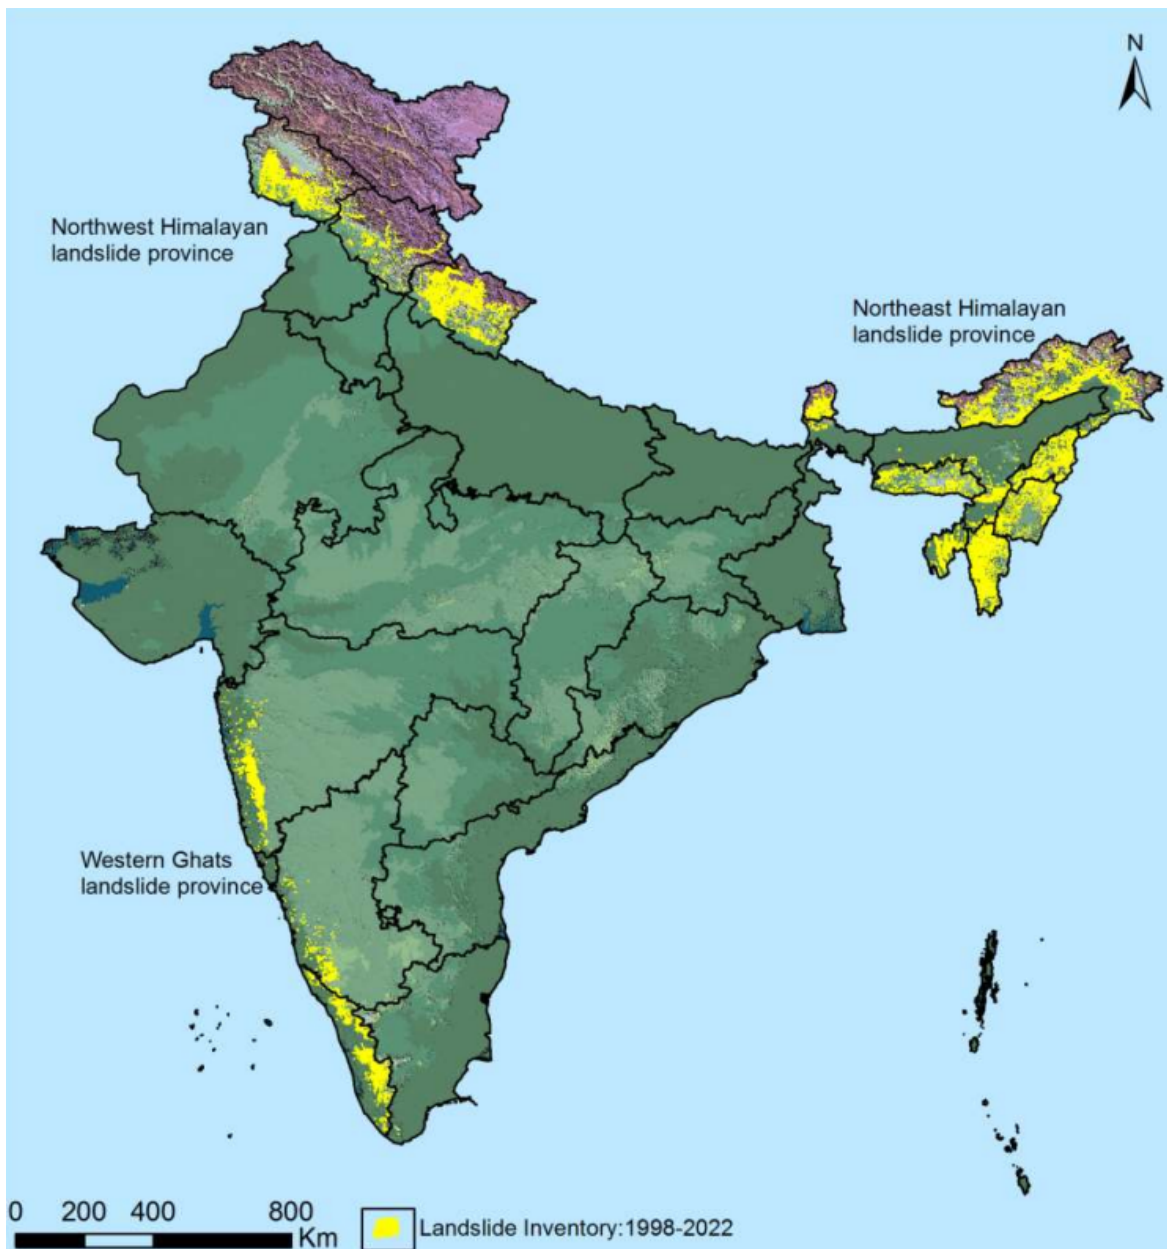 N
Northwest Himalayan
landslide province
Northeast Himalayan
landslide province
Western Ghats
landslide province
0 200 400 800
Km
Landslide Inventory:1998-2022